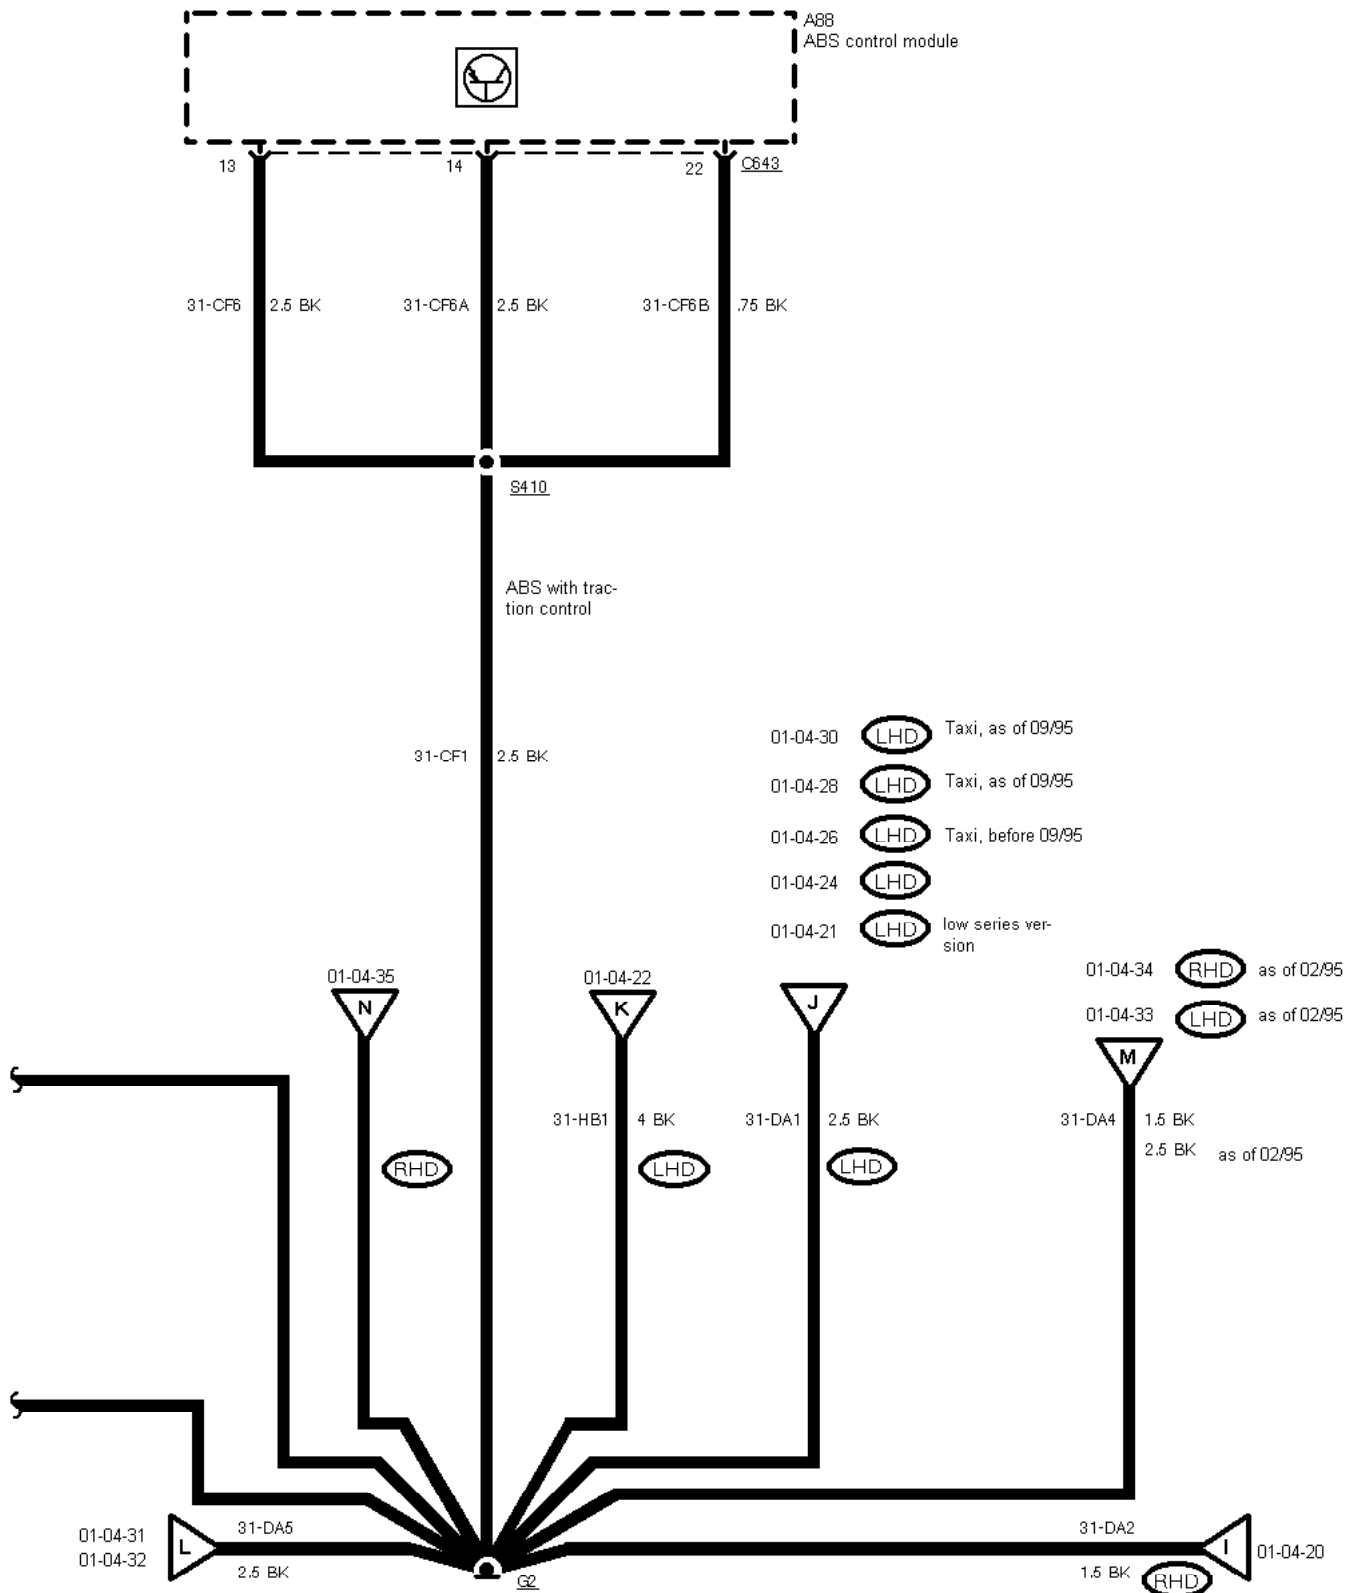 A88
ABS control module
13
14
22
C643
31-CF6 2.5 BK
31-CF6A 2.5 BK
31-CF6B .75 BK
S410
ABS with trac-
tion control
31-CF1 2.5 BK
01-04-30 LHD Taxi, as of 09/95
01-04-28 LHD Taxi, as of 09/95
01-04-26 LHD Taxi, before 09/95
01-04-24 LHD
01-04-21 LHD low series ver-
sion
01-04-34 RHD as of 02/95
01-04-33 LHD as of 02/95
01-04-35
N
01-04-22
K
J
M
31-HB1 4 BK
31-DA1 2.5 BK
31-DA4 1.5 BK
2.5 BK as of 02/95
RHD
LHD
LHD
01-04-31
01-04-32
L
31-DA5
2.5 BK
G2
31-DA2
1.5 BK
RHD
I
01-04-20